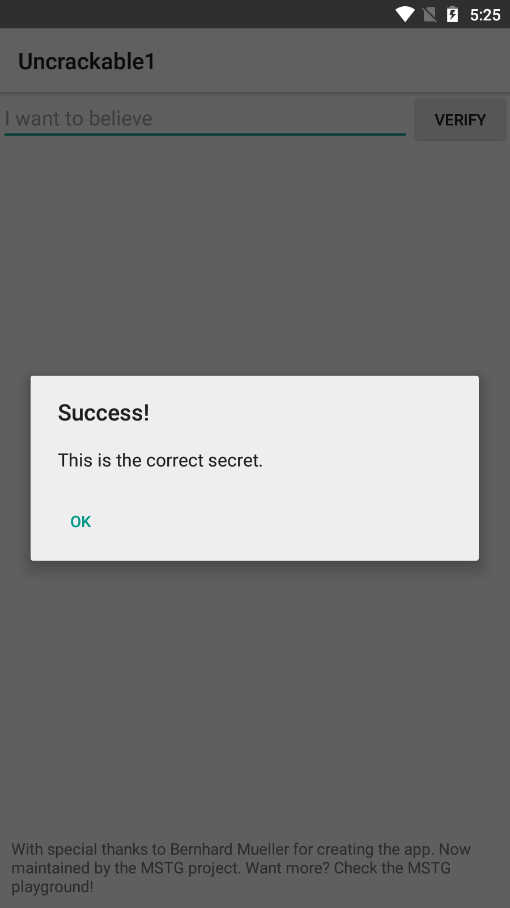 5:25
Uncrackable1
I want to believe
VERIFY
Success!
This is the correct secret.
OK
With special thanks to Bernhard Mueller for creating the app. Now
maintained by the MSTG project. Want more? Check the MSTG
playground!